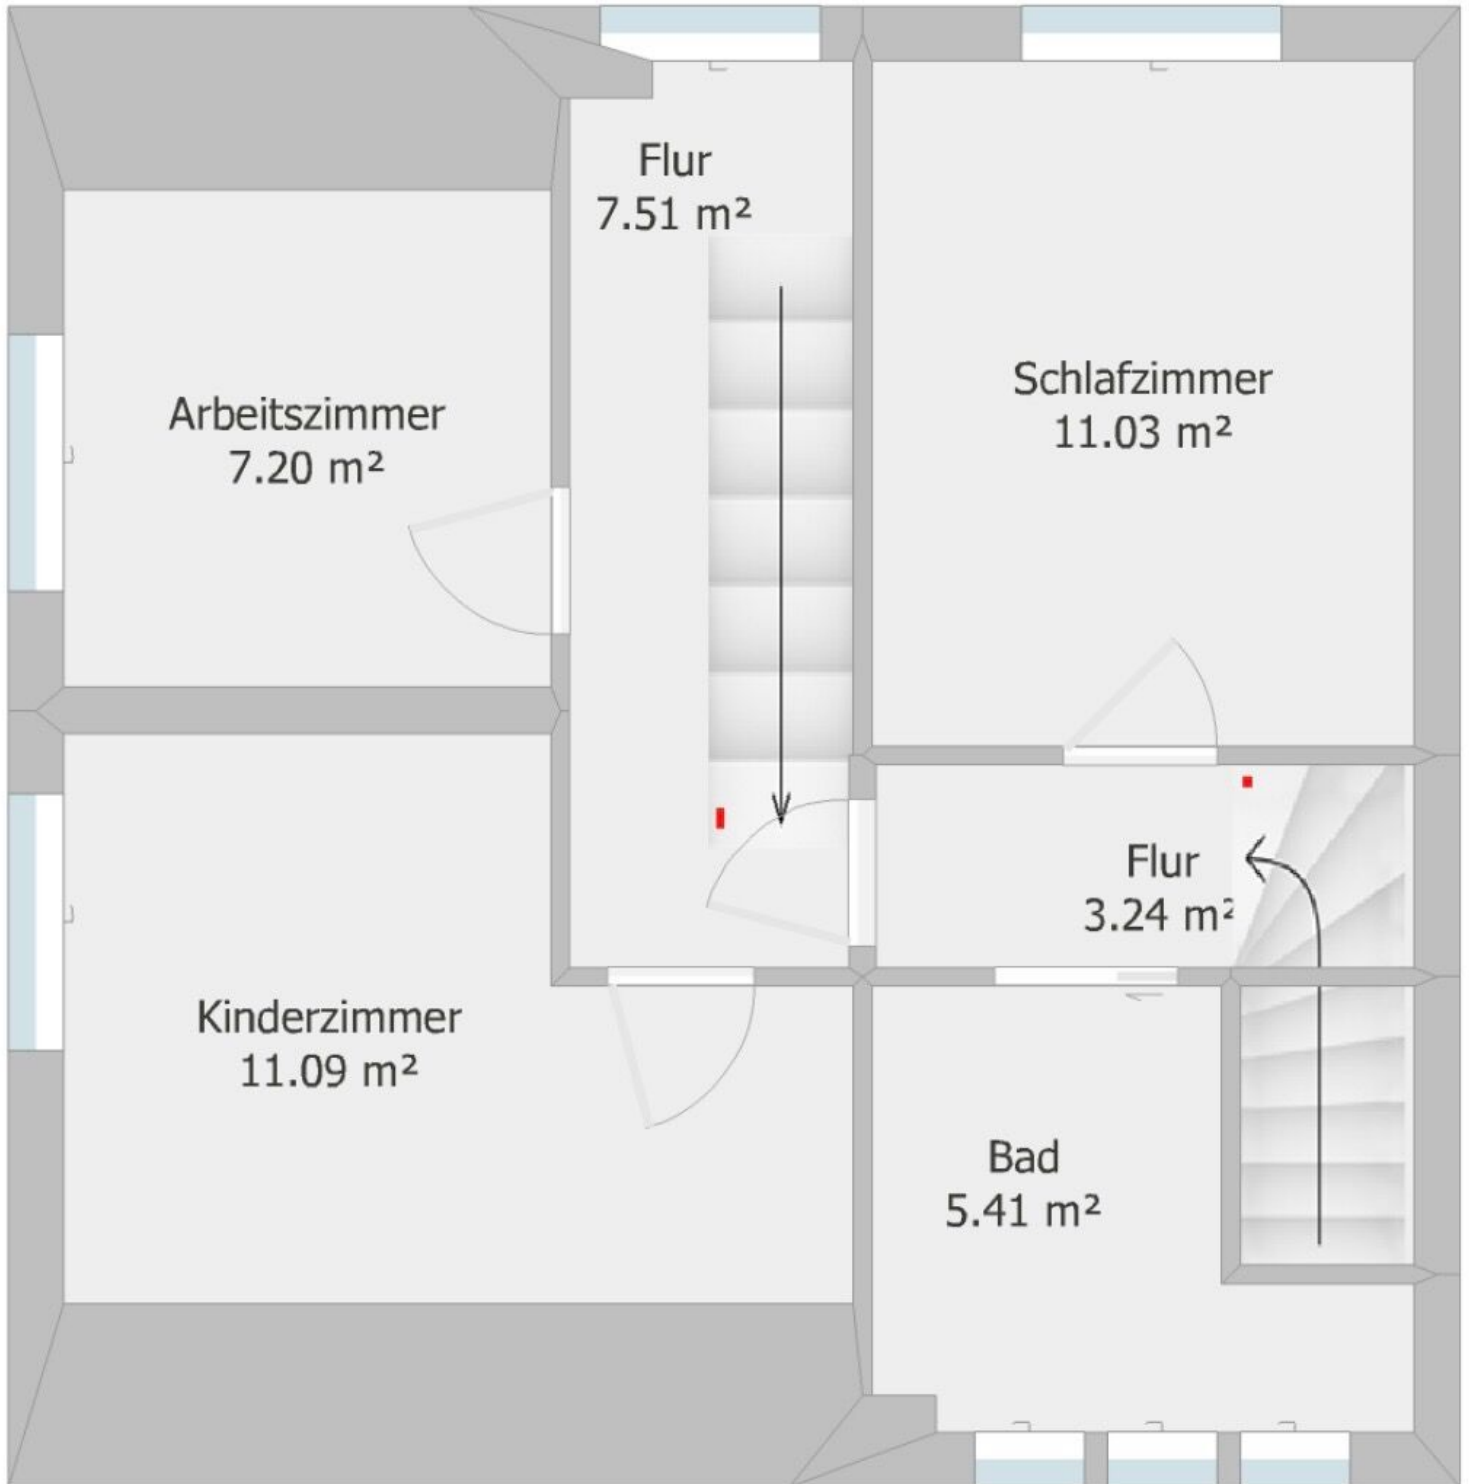 Flur
7.51 m²
Schlafzimmer
11.03 m²
Arbeitszimmer
7.20 m²
Flur
3.24 m²
Kinderzimmer
11.09 m²
Bad
5.41 m²